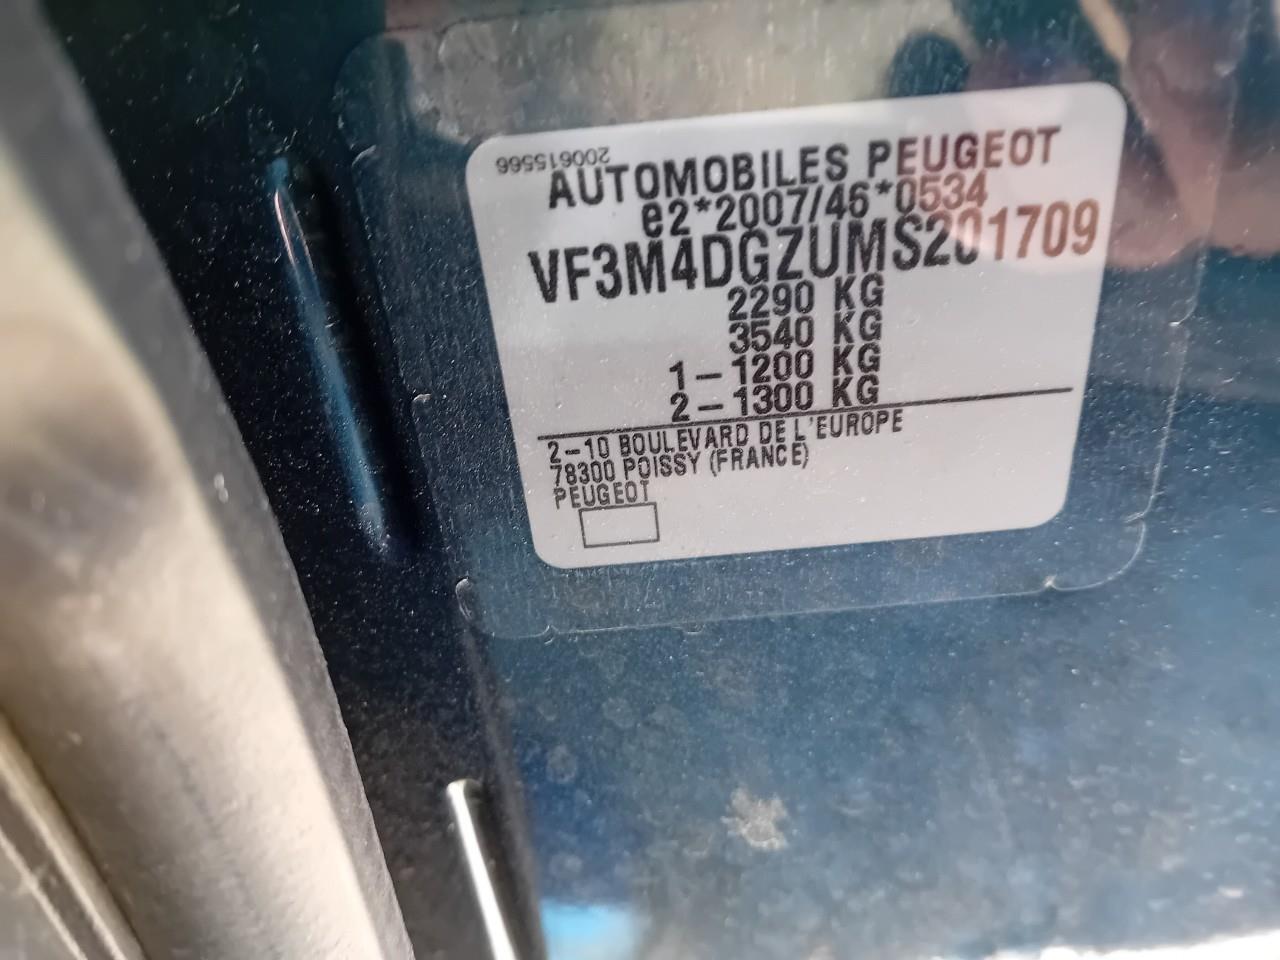 200615566
AUTOMOBILES PEUGEOT
e2*2007/46*0534
VF3M4DGZUMS201709
2290 KG
3540 KG
1-1200 KG
2-1300 KG
2-10 BOULEVARD DE L'EUROPE
78300 POISSY (FRANCE)
PEUGEOT